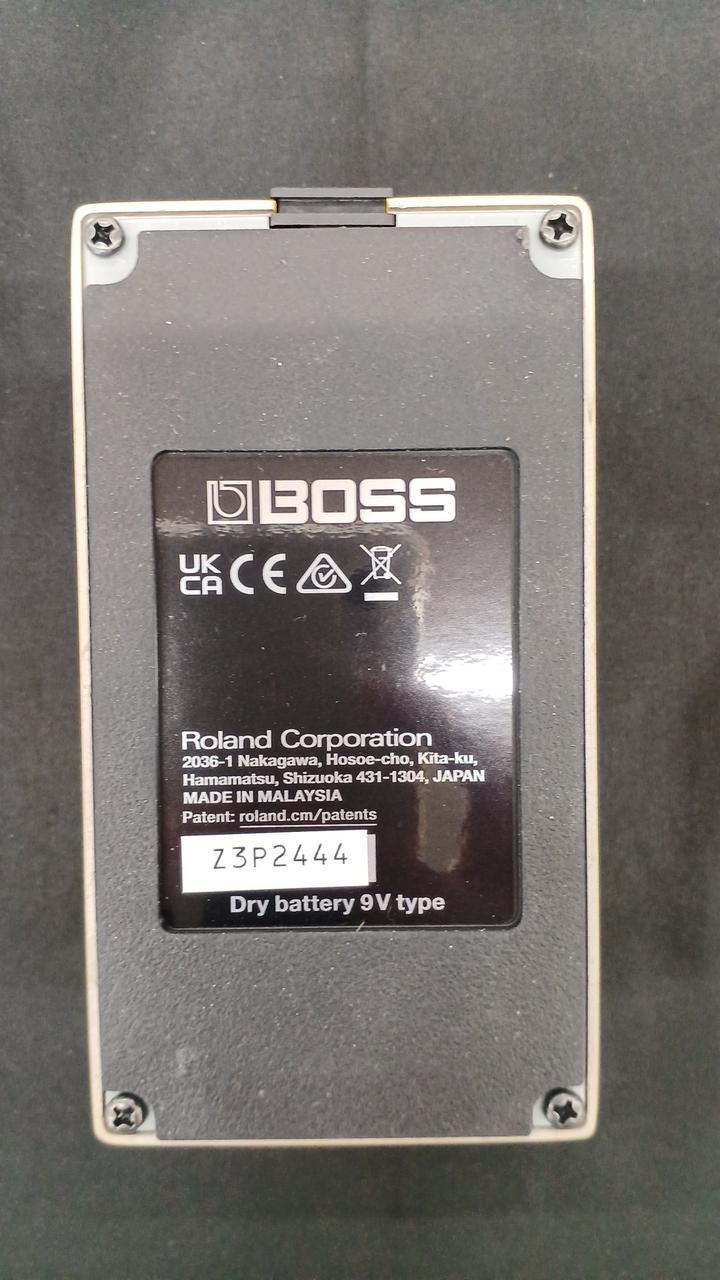 BOSS
UK
CA CE
Roland Corporation
2036-1 Nakagawa, Hosoe-cho, Kita-ku,
Hamamatsu, Shizuoka 431-1304, JAPAN
MADE IN MALAYSIA
Patent: roland.cm/patents
Z3P2444
Dry battery 9V type